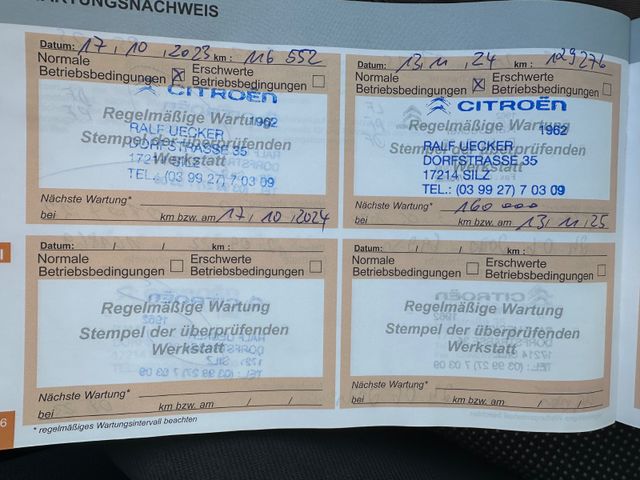 WARTUNGSNACHWEIS
Datum: 17 / 10 / 2023 km : 116 552
Normale Betriebsbedingungen ☒ Erschwerte Betriebsbedingungen ☐
CITROËN
Regelmäßige Wartung
1962
RALF UECKER
Stempel der überprüfenden
DORFSTRASSE 35
Werkstatt
17214 SILZ
TEL.: (03 99 27) 7 03 09
Nächste Wartung*
bei km bzw. am 17 / 10 / 2024
Datum: 13 / 11 / 24 km : 129276
Normale Betriebsbedingungen ☒ Erschwerte Betriebsbedingungen ☐
CITROËN
Regelmäßige Wartung
1962
RALF UECKER
Stempel der überprüfenden
DORFSTRASSE 35
Werkstatt
17214 SILZ
TEL.: (03 99 27) 7 03 09
Nächste Wartung* 160 000
bei km bzw. am 13 / 11 / 25
Datum: / / km :
Normale Betriebsbedingungen ☐ Erschwerte Betriebsbedingungen ☐
Regelmäßige Wartung
Stempel der überprüfenden
Werkstatt
Nächste Wartung*
bei km bzw. am / /
Datum: / / km :
Normale Betriebsbedingungen ☐ Erschwerte Betriebsbedingungen ☐
Regelmäßige Wartung
Stempel der überprüfenden
Werkstatt
Nächste Wartung*
bei km bzw. am / /
* regelmäßiges Wartungsintervall beachten
6